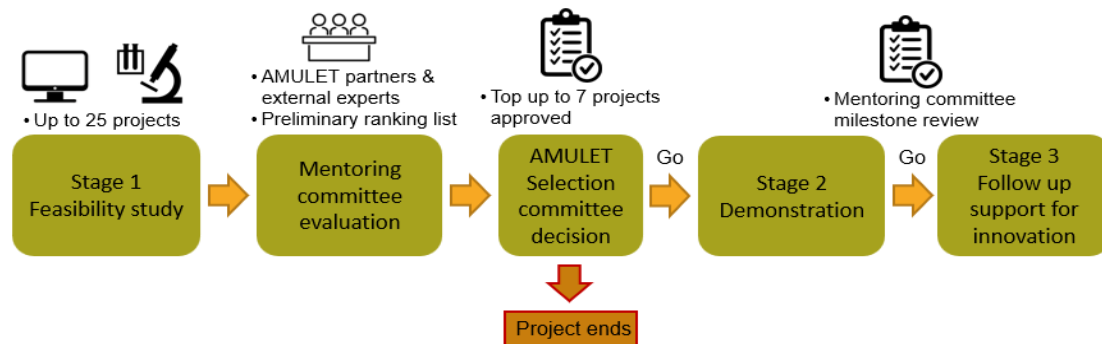 • Up to 25 projects
Stage 1
Feasibility study
• AMULET partners &
external experts
• Preliminary ranking list
Mentoring
committee
evaluation
• Top up to 7 projects
approved
AMULET
Selection
committee
decision
Go
Project ends
Stage 2
Demonstration
• Mentoring committee
milestone review
Go
Stage 3
Follow up
support for
innovation